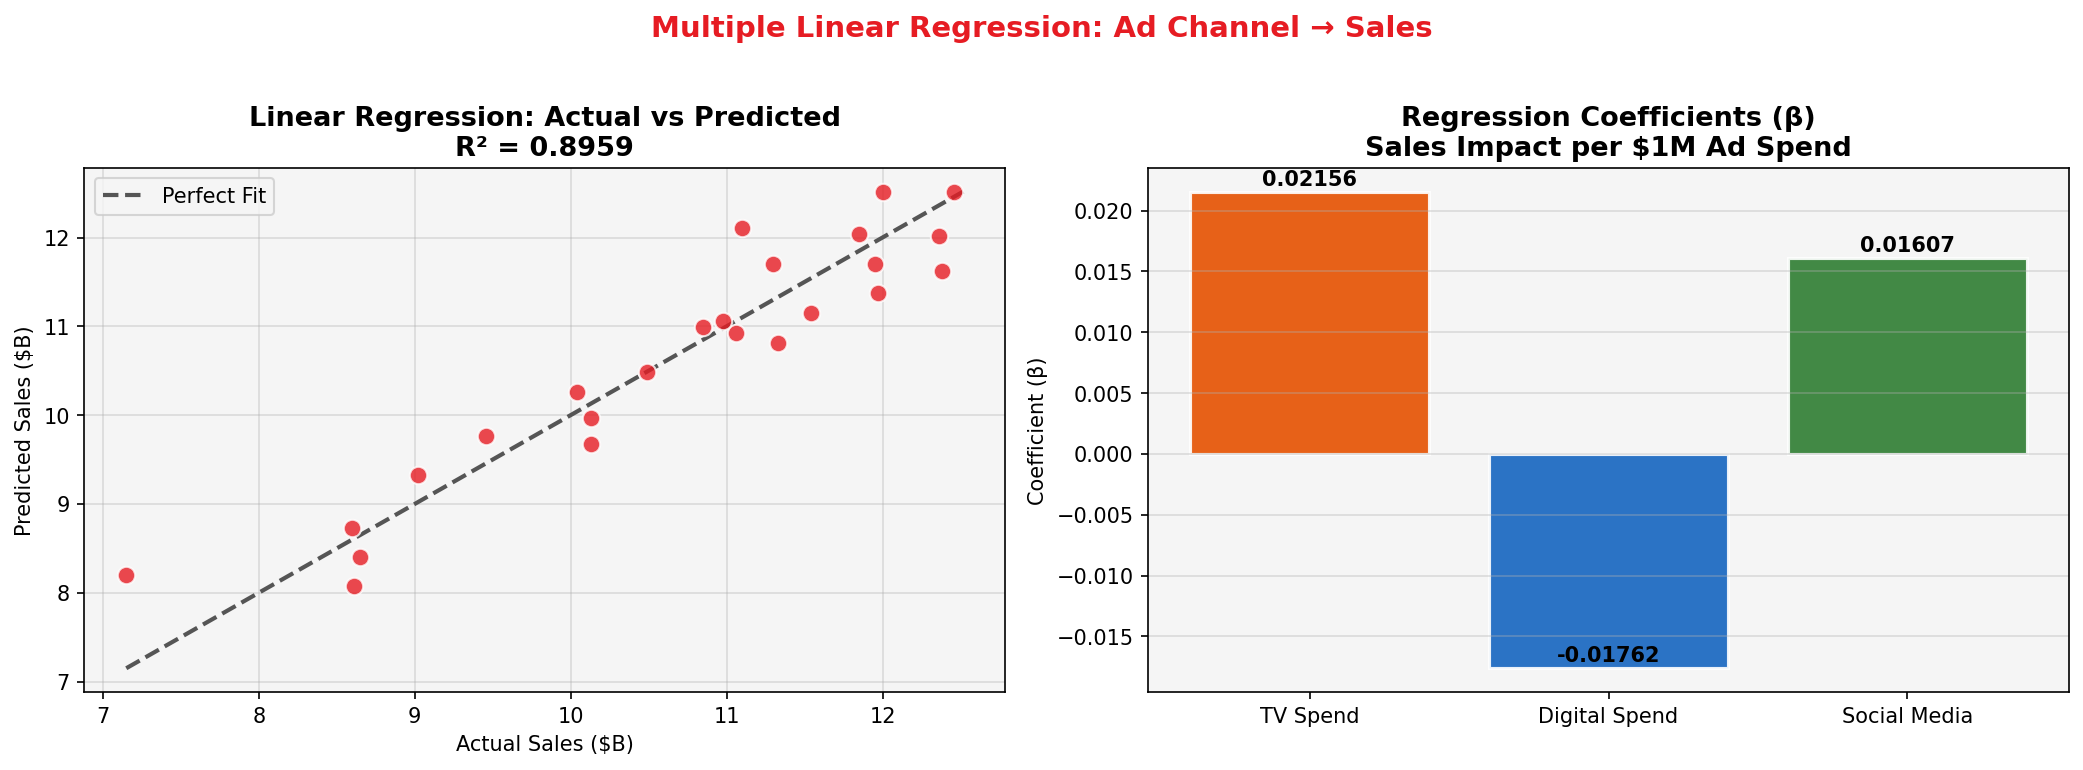 Multiple Linear Regression: Ad Channel → Sales
Linear Regression: Actual vs Predicted
R² = 0.8959
Perfect Fit
12
11
10
9
8
7
Predicted Sales ($B)
7 8 9 10 11 12
Actual Sales ($B)
Regression Coefficients (β)
Sales Impact per $1M Ad Spend
0.02156
0.01607
-0.01762
0.020
0.015
0.010
0.005
0.000
−0.005
−0.010
−0.015
Coefficient (β)
TV Spend Digital Spend Social Media